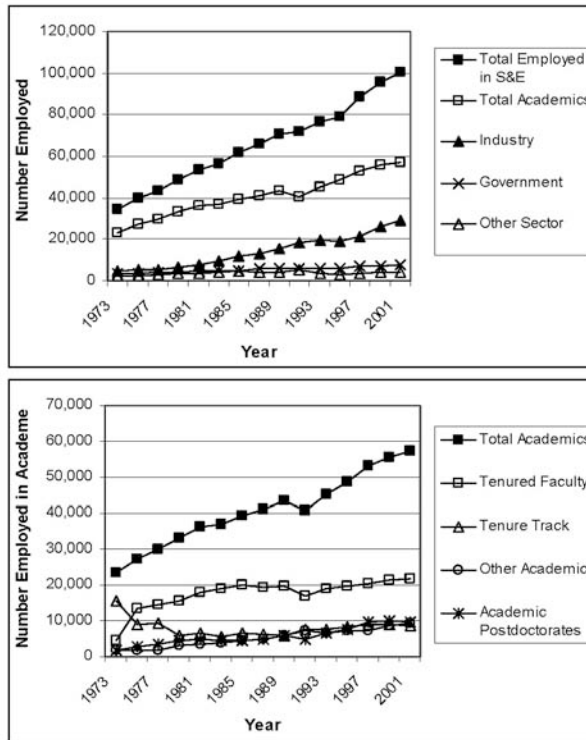 120,000
100,000
80,000
60,000
40,000
20,000
0
Number Employed
1973
1977
1981
1985
1989
1993
1997
2001
Year
Total Employed
in S&E
Total Academics
Industry
Government
Other Sector
70,000
60,000
50,000
40,000
30,000
20,000
10,000
0
Number Employed in Academe
1973
1977
1981
1985
1989
1993
1997
2001
Year
Total Academics
Tenured Faculty
Tenure Track
Other Academic
Academic
Postdoctorates